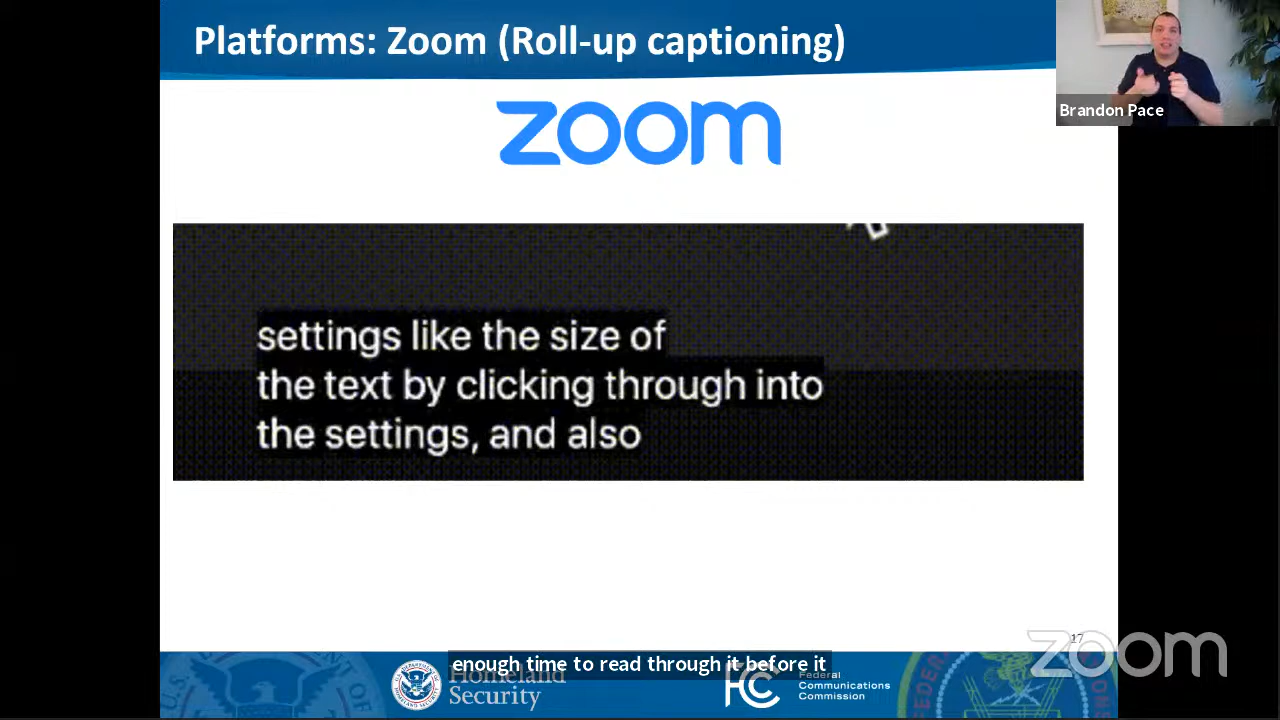 Platforms: Zoom (Roll-up captioning)
Brandon Pace
zoom
settings like the size of
the text by clicking through into
the settings, and also
17
zoom
enough time to read through it before it
Homeland
Security
FCC
Federal
Communications
Commission